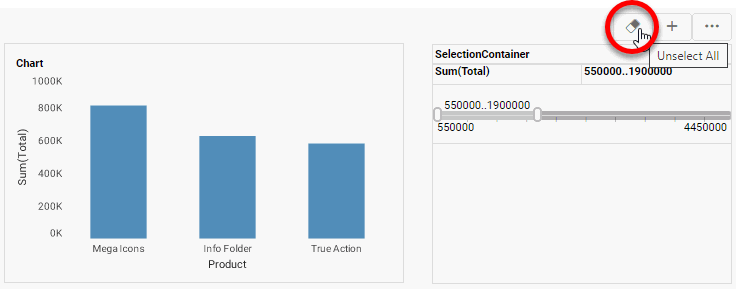 Unselect All
Chart
1000K
800K
600K
400K
200K
0K
Sum(Total)
Mega Icons Info Folder True Action
Product
SelectionContainer
Sum(Total) 550000..1900000
550000..1900000
550000 4450000